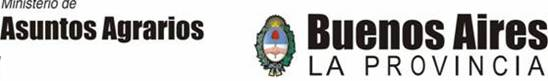 Ministerio de
Asuntos Agrarios
Buenos Aires
LA PROVINCIA